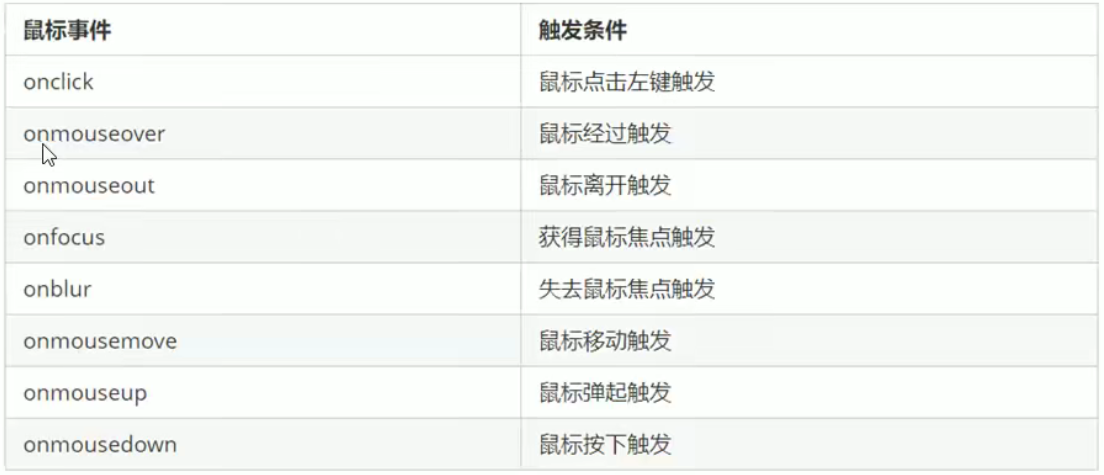 鼠标事件 触发条件
onclick 鼠标点击左键触发
onmouseover 鼠标经过触发
onmouseout 鼠标离开触发
onfocus 获得鼠标焦点触发
onblur 失去鼠标焦点触发
onmousemove 鼠标移动触发
onmouseup 鼠标弹起触发
onmousedown 鼠标按下触发